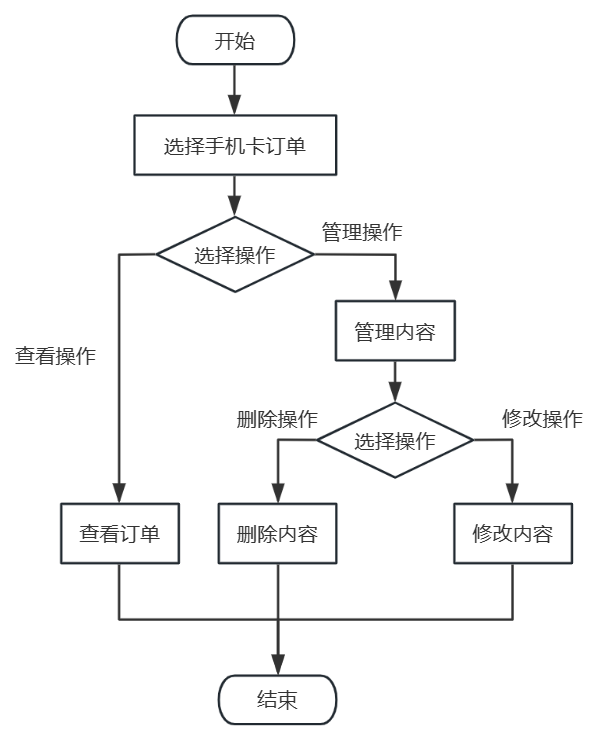 开始
选择手机卡订单
选择操作
管理操作
管理内容
查看操作
删除操作
选择操作
修改操作
查看订单
删除内容
修改内容
结束